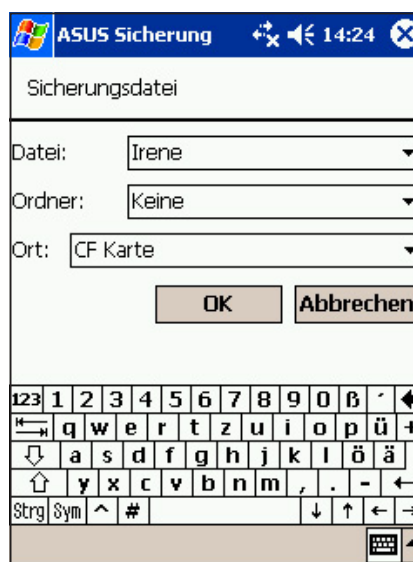 ASUS Sicherung 14:24
Sicherungsdatei
Datei: Irene
Ordner: Keine
Ort: CF Karte
OK Abbrechen
123 1 2 3 4 5 6 7 8 9 0 ß ´
q w e r t z u i o p ü +
a s d f g h j k l ö ä
y x c v b n m , . -
Strg Sym ^ # ↓ ↑ ← →